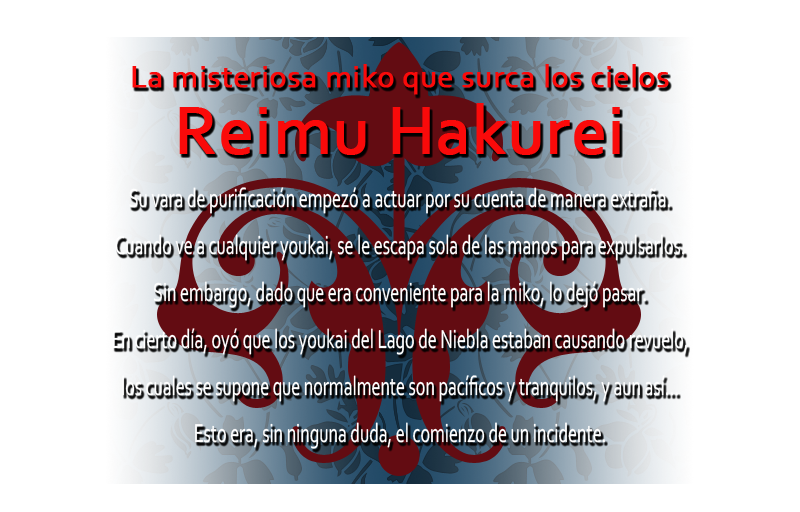 La misteriosa miko que surca los cielos
Reimu Hakurei
Su vara de purificación empezó a actuar por su cuenta de manera extraña.
Cuando ve a cualquier youkai, se le escapa sola de las manos para expulsarlos.
Sin embargo, dado que era conveniente para la miko, lo dejó pasar.
En cierto día, oyó que los youkai del Lago de Niebla estaban causando revuelo,
los cuales se supone que normalmente son pacíficos y tranquilos, y aun así...
Esto era, sin ninguna duda, el comienzo de un incidente.